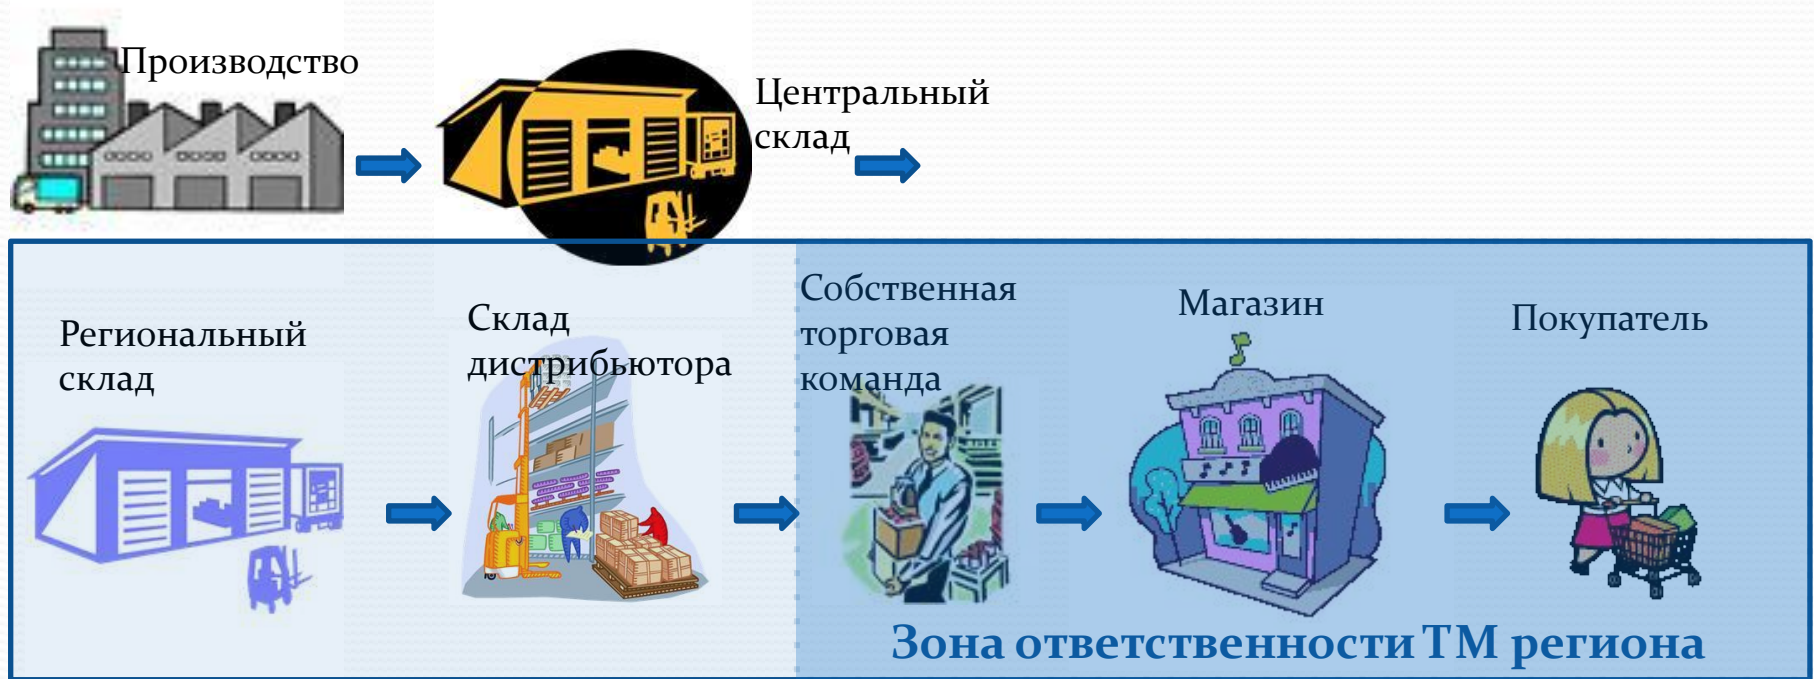 Производство
Центральный
склад
Региональный
склад
Склад
дистрибьютора
Собственная
торговая
команда
Магазин
Покупатель
Зона ответственности ТМ региона